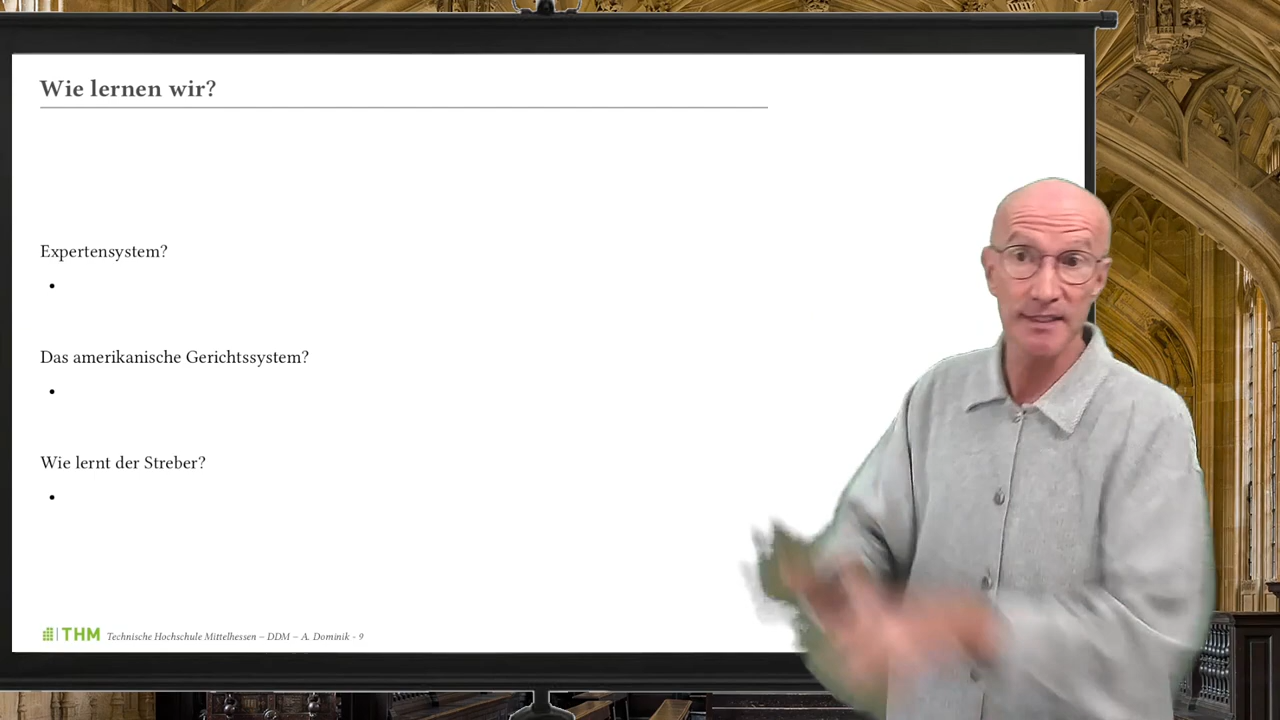 Wie lernen wir?
Expertensystem?
•
Das amerikanische Gerichtssystem?
•
Wie lernt der Streber?
•
THM Technische Hochschule Mittelhessen – DDM – A. Dominik - 9